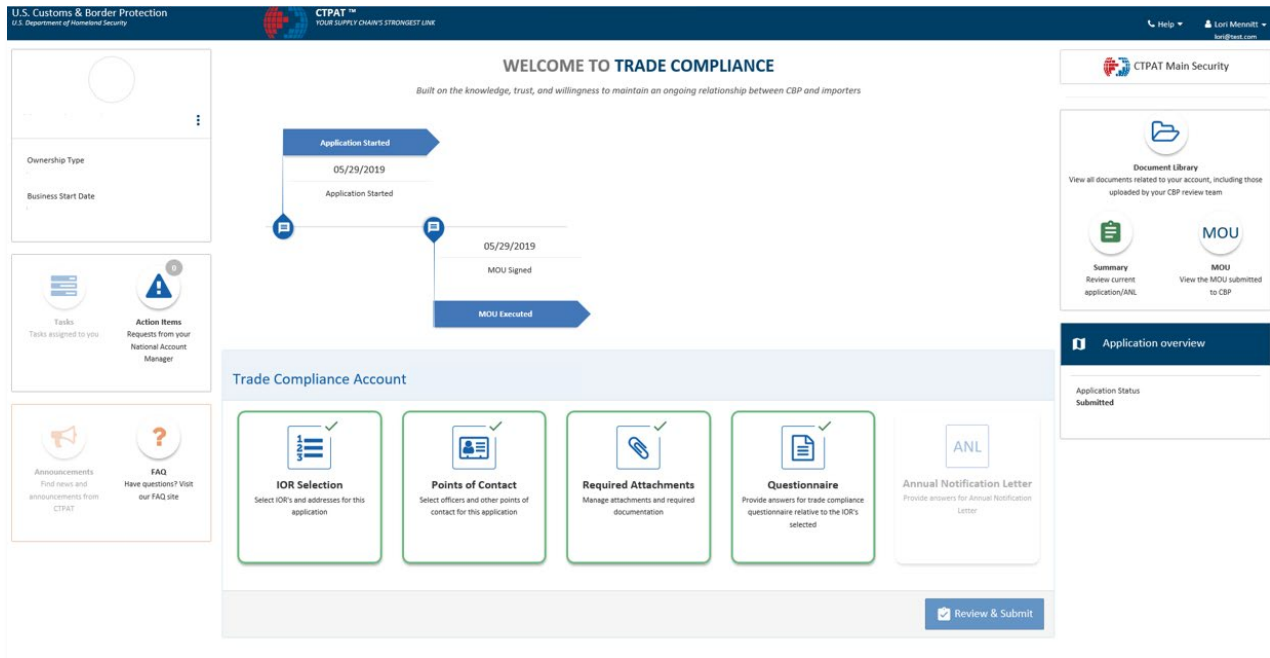 U.S. Customs & Border Protection
U.S. Department of Homeland Security
CTPAT ™
YOUR SUPPLY CHAIN'S STRONGEST LINK
Help
Lori Mennitt
lori@test.com
Ownership Type
Business Start Date
0
Tasks
Tasks assigned to you
Action Items
Requests from your
National Account
Manager
Announcements
Find news and
announcements from
CTPAT
?
FAQ
Have questions? Visit
our FAQ site
WELCOME TO TRADE COMPLIANCE
Built on the knowledge, trust, and willingness to maintain an ongoing relationship between CBP and importers
Application Started
05/29/2019
Application Started
05/29/2019
MOU Signed
MOU Executed
Trade Compliance Account
1
2
3
IOR Selection
Select IOR's and addresses for this
application
Points of Contact
Select officers and other points of
contact for this application
Required Attachments
Manage attachments and required
documentation
Questionnaire
Provide answers for trade compliance
questionnaire relative to the IOR's
selected
ANL
Annual Notification Letter
Provide answers for Annual Notification
Letter
Review & Submit
CTPAT Main Security
Document Library
View all documents related to your account, including those
uploaded by your CBP review team
Summary
Review current
application/ANL
MOU
MOU
View the MOU submitted
to CBP
Application overview
Application Status
Submitted